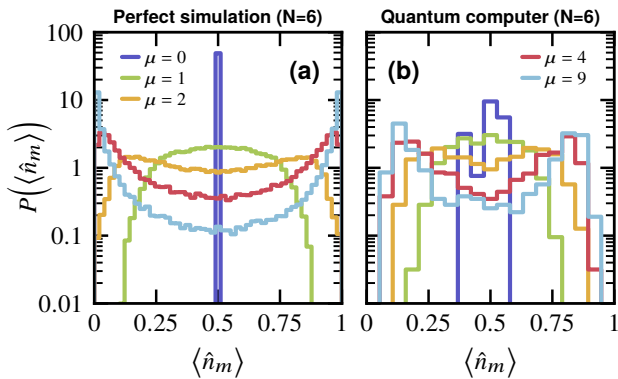 Perfect simulation (N=6)
Quantum computer (N=6)
P(⟨n̂ₘ⟩)
100
10
1
0.1
0.01
μ = 0
μ = 1
μ = 2
(a)
0
0.25
0.5
0.75
1
⟨n̂ₘ⟩
μ = 4
μ = 9
(b)
0
0.25
0.5
0.75
1
⟨n̂ₘ⟩